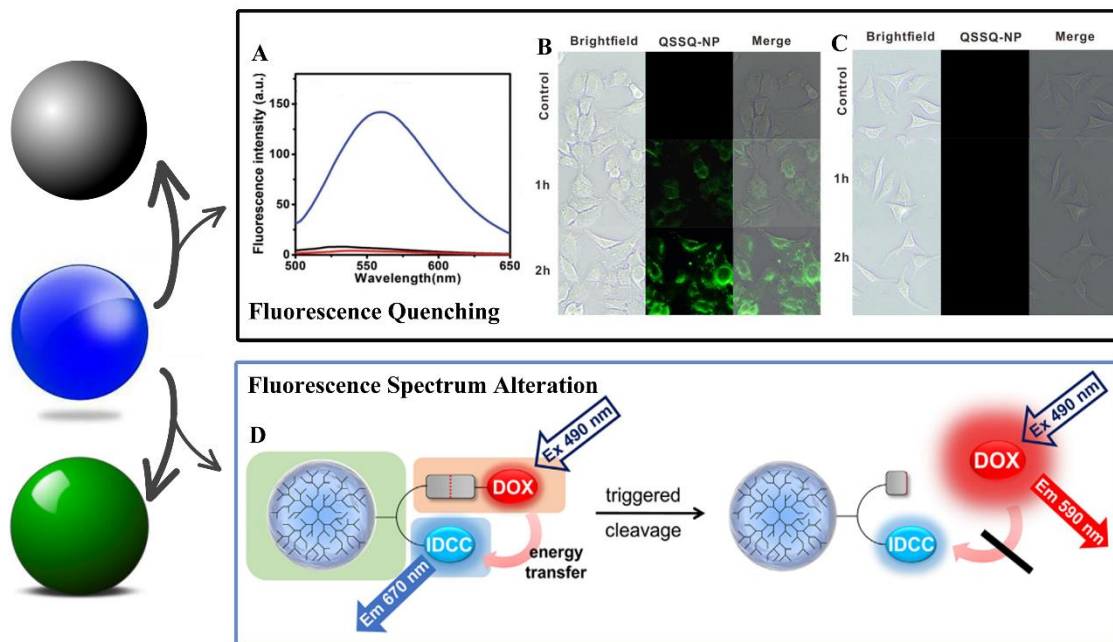 A
Fluorescence intensity (a.u.)
150
100
50
0
500 550 600 650
Wavelength(nm)
Fluorescence Quenching
B
Brightfield QSSQ-NP Merge
Control
1h
2h
C
Brightfield QSSQ-NP Merge
Control
1h
2h
Fluorescence Spectrum Alteration
D
Ex 490 nm
DOX
IDCC
energy
transfer
Em 670 nm
triggered
cleavage
Ex 490 nm
DOX
IDCC
Em 590 nm